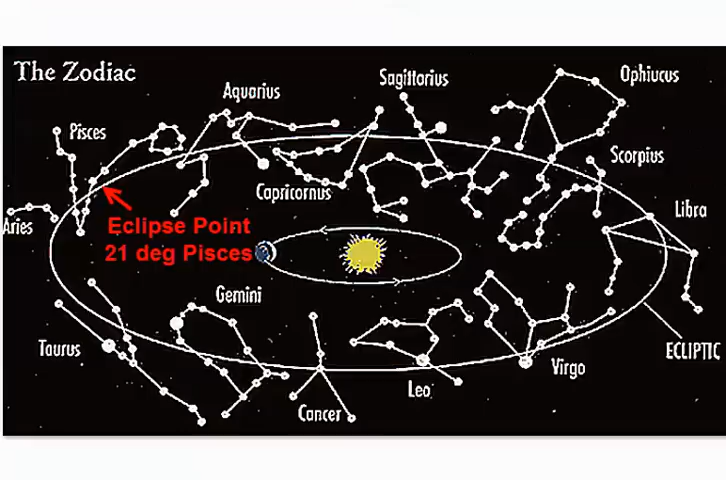 The Zodiac
Aquarius
Sagittarius
Ophiucus
Pisces
Scorpius
Capricornus
Aries
Libra
Eclipse Point
21 deg Pisces
Gemini
Taurus
Cancer
Leo
Virgo
ECLIPTIC